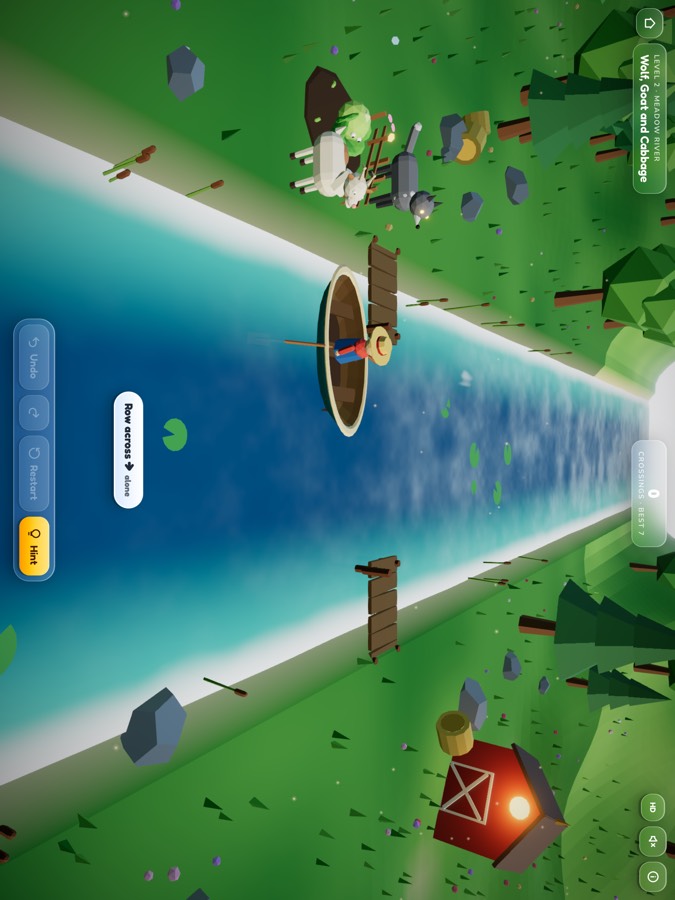 LEVEL 2 · MEADOW RIVER
Wolf, Goat and Cabbage
0
CROSSINGS · BEST 7
HD
Row across → alone
Undo
Restart
Hint